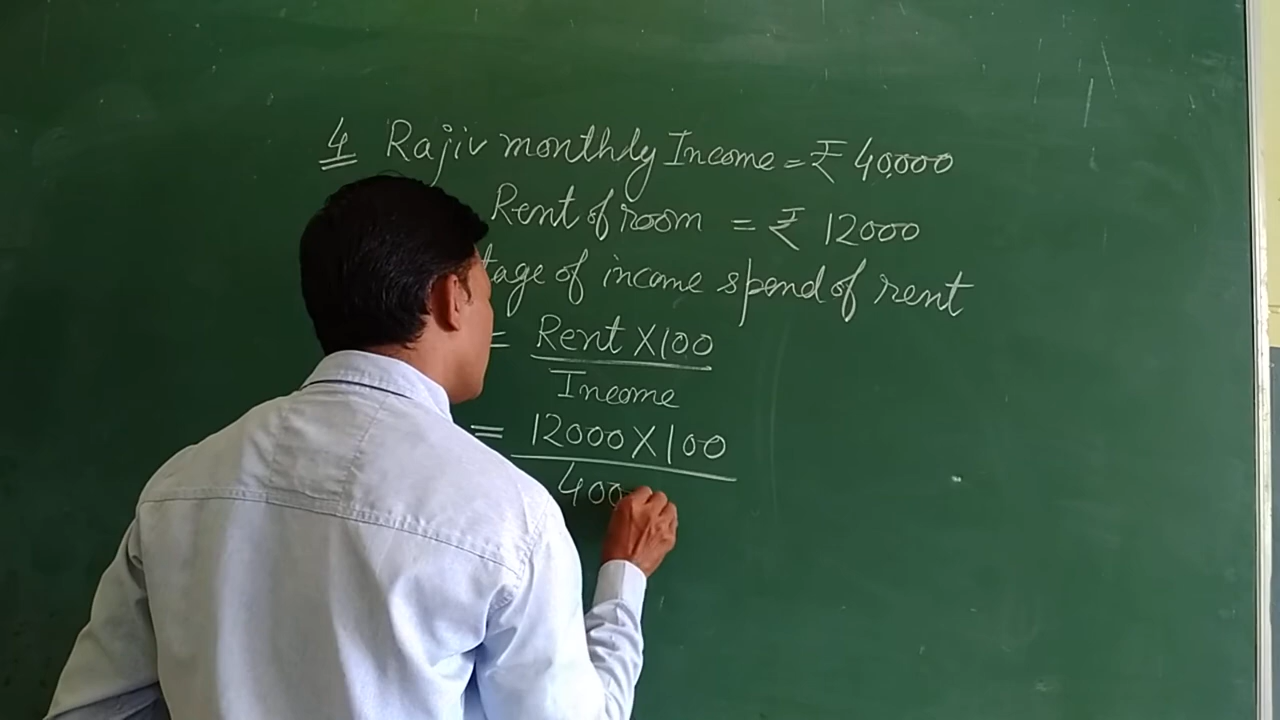 4 Rajiv monthly Income = ₹ 40,000
Rent of room = ₹ 12000
tage of income spend of rent
= Rent X 100
Income
= 12000 X 100
400